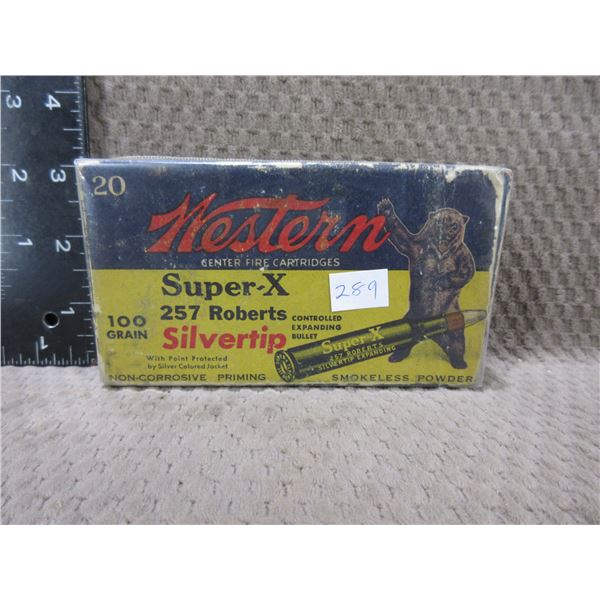 4
3
2
1
3
2
1
20
Western
CENTER FIRE CARTRIDGES
Super-X
289
257 Roberts
CONTROLLED
EXPANDING
BULLET
100
GRAIN
Silvertip
With Point Protected
by Silver Colored Jacket
Super-X
257 ROBERTS
SILVERTIP EXPANDING
NON-CORROSIVE PRIMING SMOKELESS POWDER